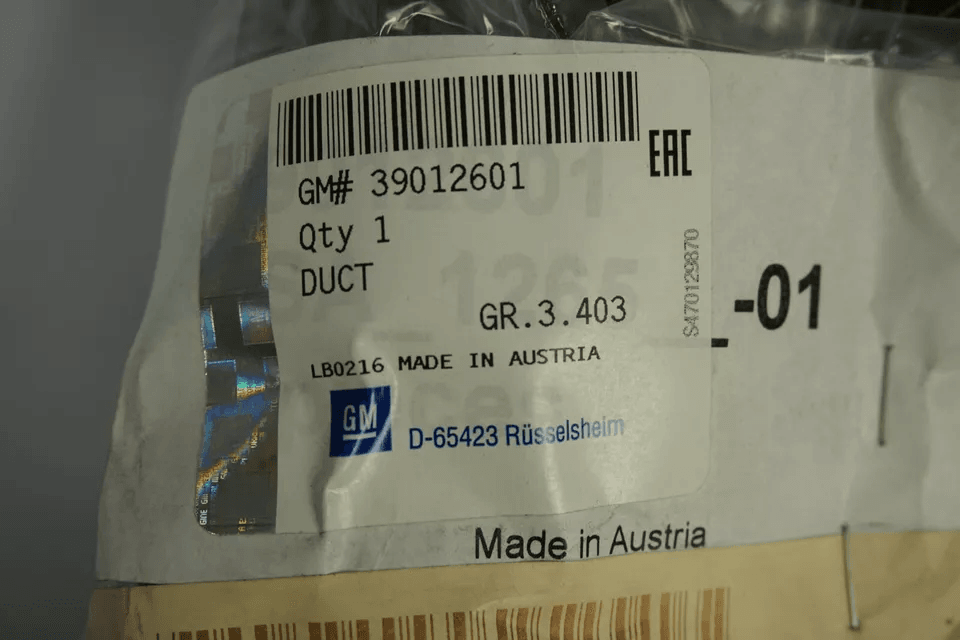 EAC
GM# 39012601
Qty 1
DUCT
GR.3.403
S470129870
_-01
LB0216 MADE IN AUSTRIA
GM
D-65423 Rüsselsheim
Made in Austria